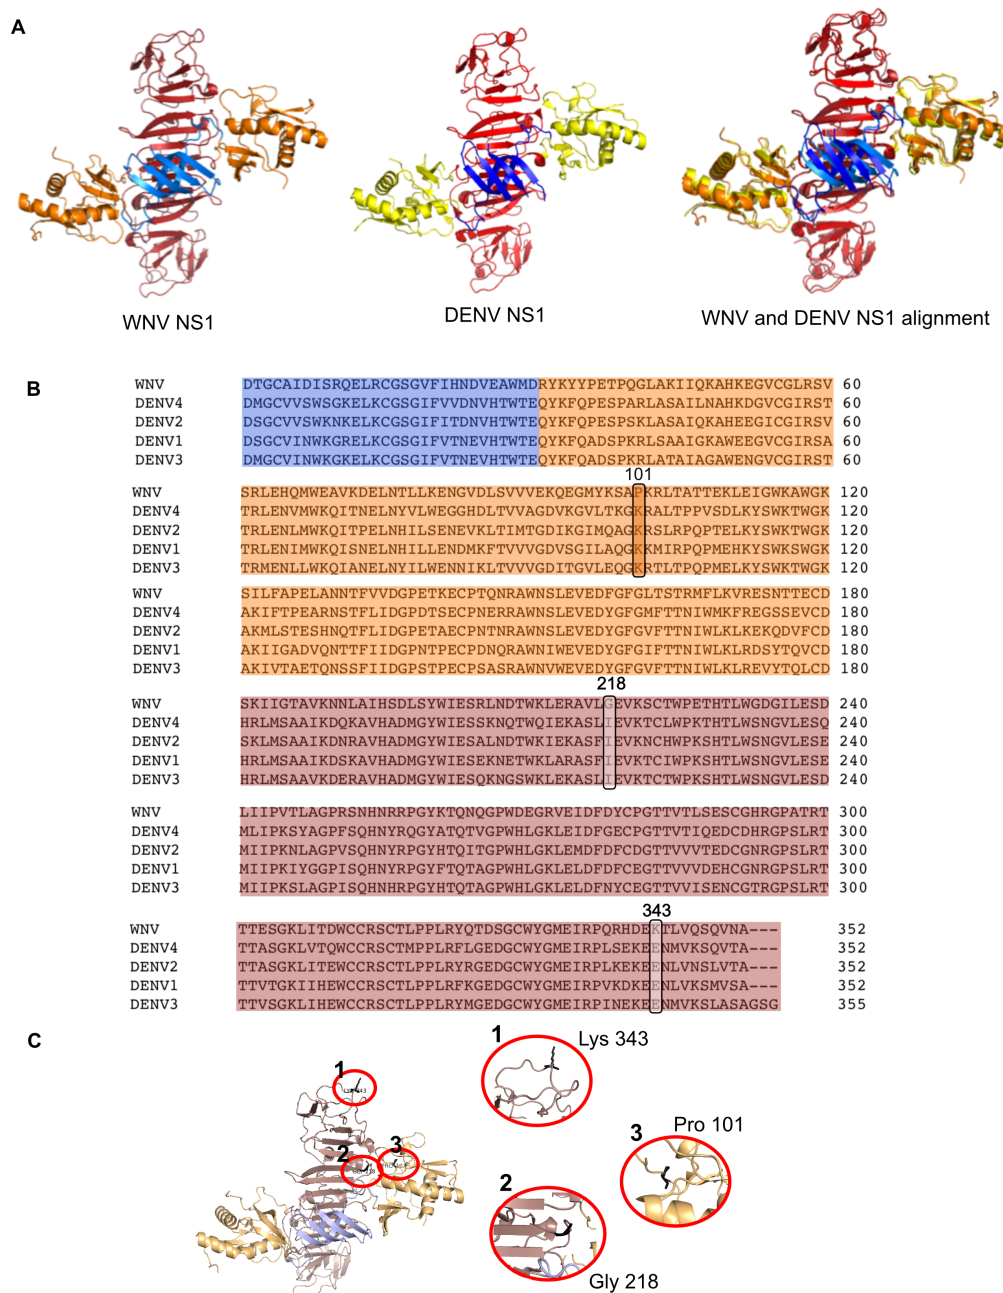 A
WNV NS1
DENV NS1
WNV and DENV NS1 alignment
B
WNV DTGCAIDISRQELRCGSGVFIHNDVEAWMDRYKYYPETPQGLAKIIQKAHKEGVCGLRSV 60
DENV4 DMGCVVSWSGKELKCGSGIFVVDNVHTWTEQYKFQPESPARLASAILNAHKDGVCGIRST 60
DENV2 DSGCVVSWKNKELKCGSGIFITDNVHTWTEQYKFQPESPSKLASAIQKAHEEGICGIRST 60
DENV1 DSGCVINWKGRELKCGSGIFVTNEVHTWTEQYKFQADSPKRLSAAIGKAWEEGVCGIRSA 60
DENV3 DMGCVINWKGKELKCGSGIFVTNEVHTWTEQYKFQADSPKRLATAIAGAWENGVCGIRST 60
101
WNV SRLEHQMWEAVKDELNTLLKENGVDLSVVVEKQEGMYKSAPKRLTATTEKLEIGWKAWGK 120
DENV4 TRLENVMWKQITNELNYVLWEGGHDLTVVAGDVKGVLTKGKRALTPPVSDLKYSWKTWGK 120
DENV2 TRLENLMWKQITPELNHILSENEVKLTIMTGDIKGIMQAGKRSLRPQPTELKYSWKTWGK 120
DENV1 TRLENIMWKQISNELNHILLENDMKFTVVVGDVSGILAQGKKMIRPQPMEHKYSWKSWGK 120
DENV3 TRMENLLWKQIANELNYILWENNIKLTVVVGDITGVLEQGKRTLTPQPMELKYSWKTWGK 120
WNV SILFAPELANNTFVVDGPETKECPTQNRAWNSLEVEDFGFGLTSTRMFLKVRESNTTECD 180
DENV4 AKIFTPEARNSTFLIDGPDTSECPNERRAWNSLEVEDYGFGMFTTNIWMKFREGSSEVCD 180
DENV2 AKMLSTESHNQTFLIDGPETAECPNTNRAWNSLEVEDYGFGVFTTNIWLKLKEKQDVFCD 180
DENV1 AKIIGADVQNTTFIIDGPNTPECPDNQRAWNIWEVEDYGFGIFTTNIWLKLRDSYTQVCD 180
DENV3 AKIVTAETQNSSFIIDGPSTPECPSASRAWNVWEVEDYGFGVFTTNIWLKLREVYTQLCD 180
218
WNV SKIIGTAVKNNLAIHSDLSYWIESRLNDTWKLERAVLGEVKSCTWPETHTLWGDGILESD 240
DENV4 HRLMSAAIKDQKAVHADMGYWIESSKNQTWQIEKASLIEVKTCLWPKTHTLWSNGVLESQ 240
DENV2 SKLMSAAIKDNRAVHADMGYWIESALNDTWKIEKASFIEVKNCHWPKSHTLWSNGVLESE 240
DENV1 HRLMSAAIKDSKAVHADMGYWIESEKNETWKLARASFIEVKTCIWPKSHTLWSNGVLESE 240
DENV3 HRLMSAAVKDERAVHADMGYWIESQKNGSWKLEKASLIEVKTCTWPKSHTLWSNGVLESD 240
WNV LIIPVTLAGPRSNHNRRPGYKTQNQGPWDEGRVEIDFDYCPGTTVTLSESCGHRGPATRT 300
DENV4 MLIPKSYAGPFSQHNYRQGYATQTVGPWHLGKLEIDFGECPGTTVTIQEDCDHRGPSLRT 300
DENV2 MIIPKNLAGPVSQHNYRPGYHTQITGPWHLGKLEMDFDFCDGTTVVVTEDCGNRGPSLRT 300
DENV1 MIIPKIYGGPISQHNYRPGYFTQTAGPWHLGKLELDFDFCEGTTVVVDEHCGNRGPSLRT 300
DENV3 MIIPKSLAGPISQHNHRPGYHTQTAGPWHLGKLELDFNYCEGTTVVISENCGTRGPSLRT 300
343
WNV TTESGKLITDWCCRSCTLPPLRYQTDSGCWYGMEIRPQRHDEKTLVQSQVNA--- 352
DENV4 TTASGKLVTQWCCRSCTMPPLRFLGEDGCWYGMEIRPLSEKEENMVKSQVTA--- 352
DENV2 TTASGKLITEWCCRSCTLPPLRYRGEDGCWYGMEIRPLKEKEENLVNSLVTA--- 352
DENV1 TTVTGKIIHEWCCRSCTLPPLRFKGEDGCWYGMEIRPVKDKEENLVKSMVSA--- 352
DENV3 TTVSGKLIHEWCCRSCTLPPLRYMGEDGCWYGMEIRPINEKEENMVKSLASAGSG 355
C
1
2
3
1
Lys 343
3
Pro 101
2
Gly 218